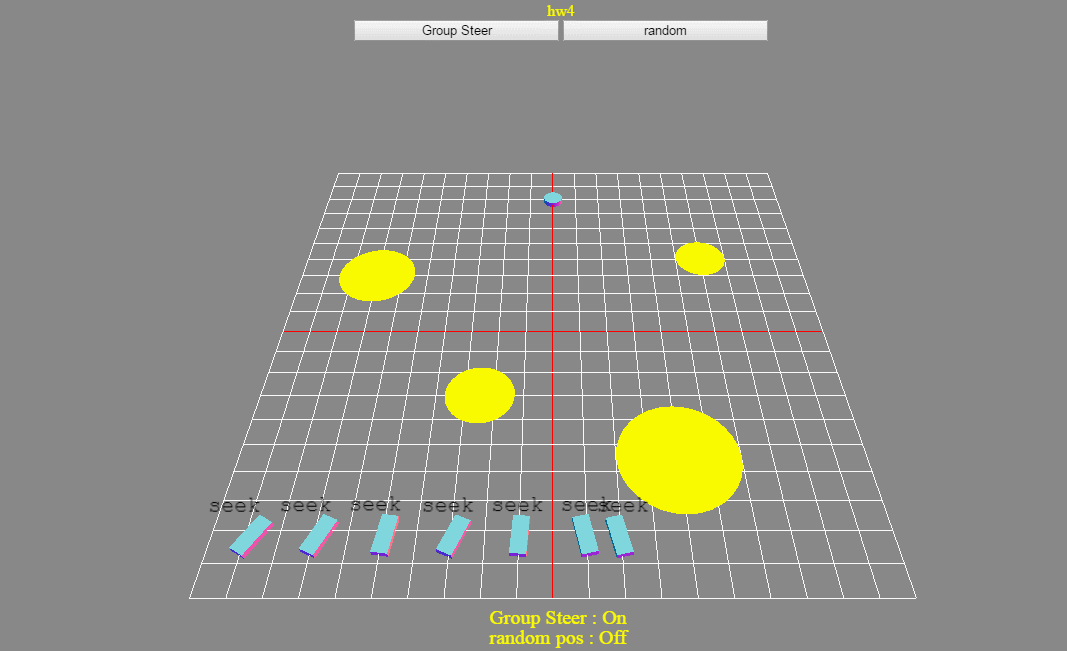 hw4
Group Steer random
seek seek seek seek seek seek seek
Group Steer : On
random pos : Off